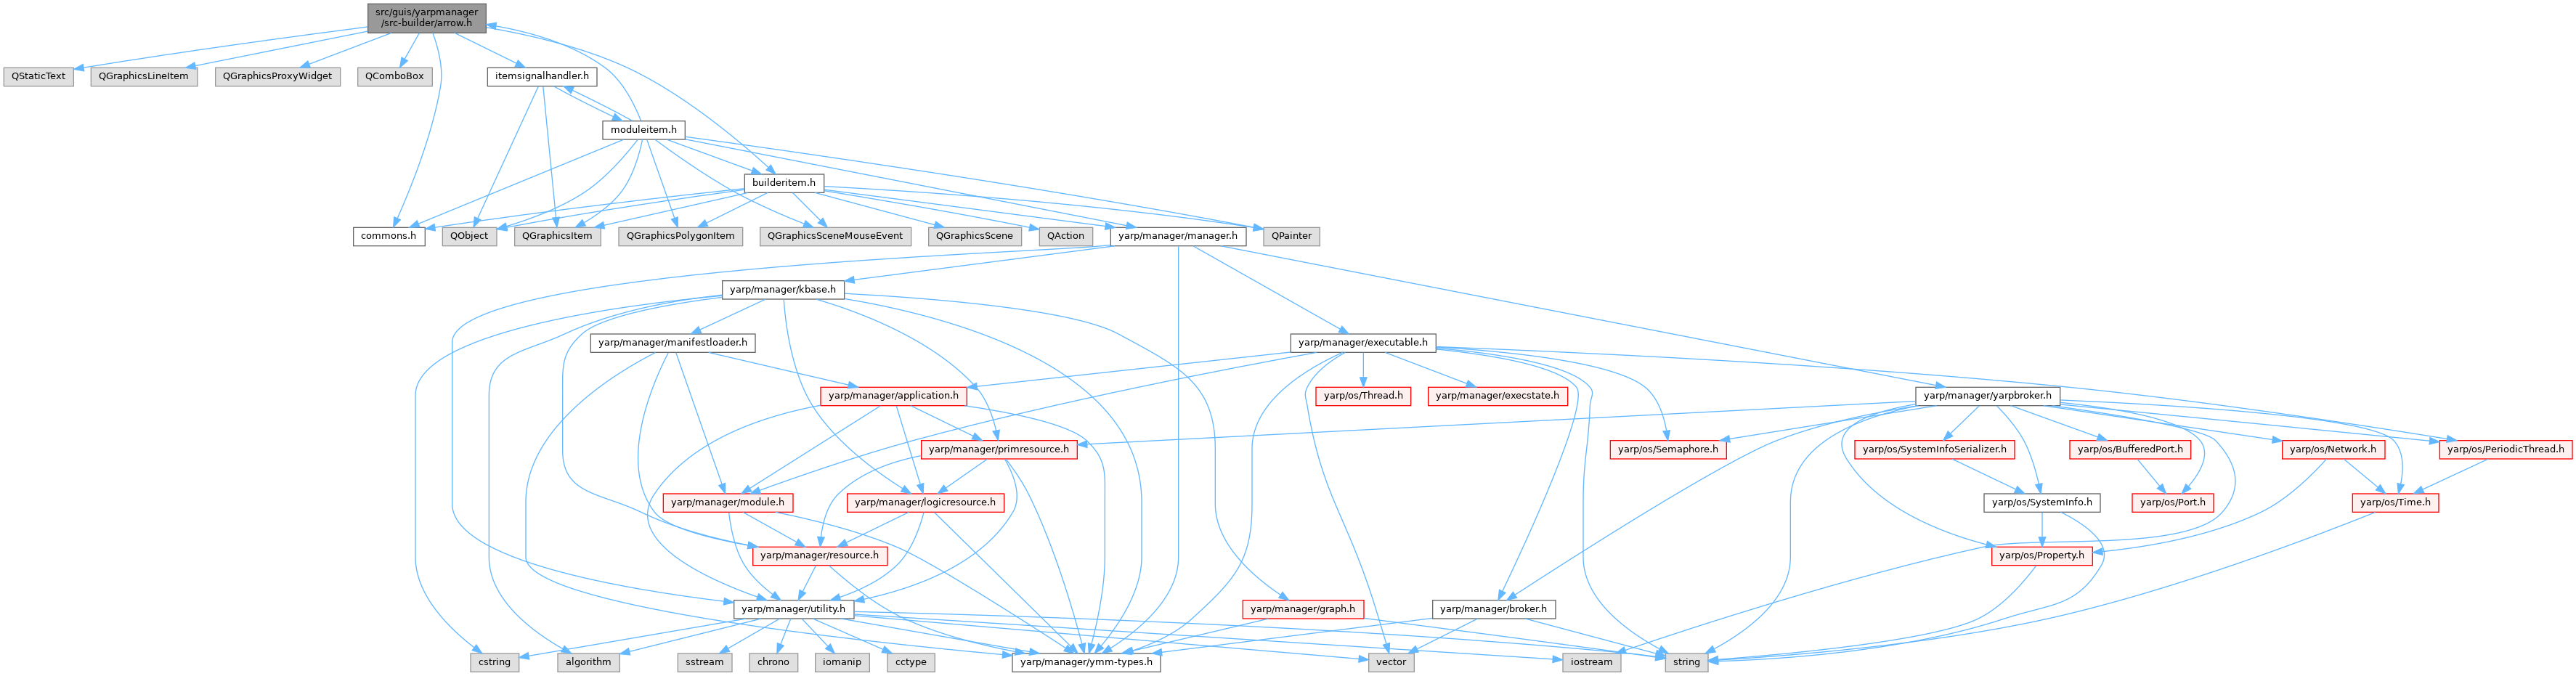 src/guis/yarpmanager
/src-builder/arrow.h
QStaticText
QGraphicsLineItem
QGraphicsProxyWidget
QComboBox
itemsignalhandler.h
moduleitem.h
builderitem.h
commons.h
QObject
QGraphicsItem
QGraphicsPolygonItem
QGraphicsSceneMouseEvent
QGraphicsScene
QAction
yarp/manager/manager.h
QPainter
yarp/manager/kbase.h
yarp/manager/manifestloader.h
yarp/manager/executable.h
yarp/manager/application.h
yarp/os/Thread.h
yarp/manager/execstate.h
yarp/manager/yarpbroker.h
yarp/manager/primresource.h
yarp/os/Semaphore.h
yarp/os/SystemInfoSerializer.h
yarp/os/BufferedPort.h
yarp/os/Network.h
yarp/os/PeriodicThread.h
yarp/manager/module.h
yarp/manager/logicresource.h
yarp/os/SystemInfo.h
yarp/os/Port.h
yarp/os/Time.h
yarp/manager/resource.h
yarp/os/Property.h
yarp/manager/utility.h
yarp/manager/graph.h
yarp/manager/broker.h
cstring
algorithm
sstream
chrono
iomanip
cctype
yarp/manager/ymm-types.h
vector
iostream
string